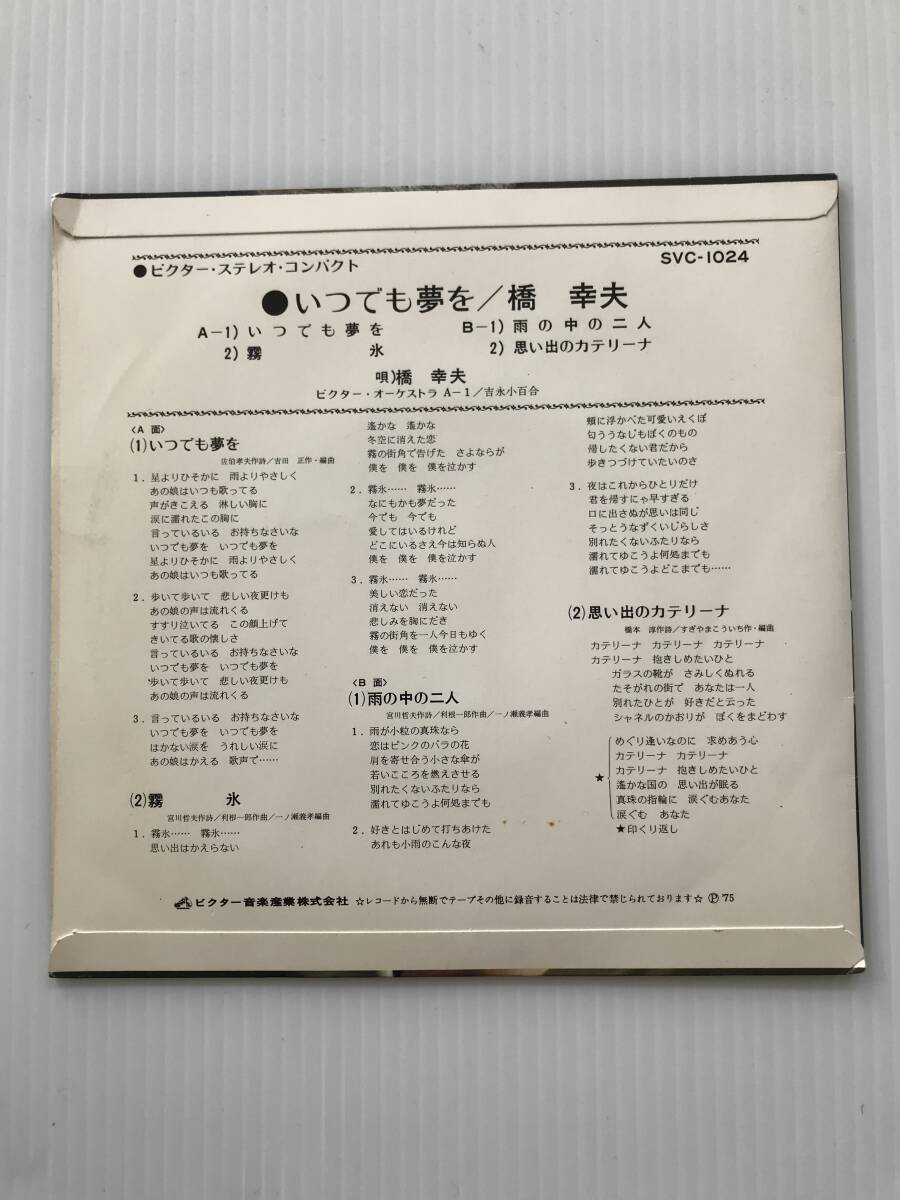 ●ビクター・ステレオ・コンパクト
SVC-1024
●いつでも夢を／橋 幸夫
A-1) いつでも夢を
2) 霧 氷
B-1) 雨の中の二人
2) 思い出のカテリーナ
唄)橋 幸夫
ビクター・オーケストラ A-1／吉永小百合
〈A 面〉
(1)いつでも夢を
佐伯孝夫作詩／吉田 正作・編曲
1. 星よりひそかに 雨よりやさしく
あの娘はいつも歌ってる
声がきこえる 淋しい胸に
涙に濡れたこの胸に
言っているいる お持ちなさいな
いつでも夢を いつでも夢を
星よりひそかに 雨よりやさしく
あの娘はいつも歌ってる
2. 歩いて歩いて 悲しい夜更けも
あの娘の声は流れくる
すすり泣いてる この顔上げて
きいてる歌の懐しさ
言っているいる お持ちなさいな
いつでも夢を いつでも夢を
歩いて歩いて 悲しい夜更けも
あの娘の声は流れくる
3. 言っているいる お持ちなさいな
いつでも夢を いつでも夢を
はかない涙を うれしい涙に
あの娘はかえる 歌声で……
(2)霧 氷
宮川哲夫作詩／利根一郎作曲／一ノ瀬義孝編曲
1. 霧氷…… 霧氷……
思い出はかえらない
遙かな 遙かな
冬空に消えた恋
霧の街角で告げた さよならが
僕を 僕を 僕を泣かす
2. 霧氷…… 霧氷……
なにもかも夢だった
今でも 今でも
愛してはいるけれど
どこにいるさえ今は知らぬ人
僕を 僕を 僕を泣かす
3. 霧氷…… 霧氷……
美しい恋だった
消えない 消えない
悲しみを胸にだき
霧の街角を一人今日もゆく
僕を 僕を 僕を泣かす
〈B 面〉
(1)雨の中の二人
宮川哲夫作詩／利根一郎作曲／一ノ瀬義孝編曲
1. 雨が小粒の真珠なら
恋はピンクのバラの花
肩を寄せ合う小さな傘が
若いこころを燃えさせる
別れたくないふたりなら
濡れてゆこうよ何処までも
2. 好きとはじめて打ちあけた
あれも小雨のこんな夜
頬に浮かべた可愛いえくぼ
匂ううなじもぼくのもの
帰したくない君だから
歩きつづけていたいのさ
3. 夜はこれからひとりだけ
君を帰すにゃ早すぎる
口に出さぬが思いは同じ
そっとうなずくいじらしさ
別れたくないふたりなら
濡れてゆこうよ何処までも
濡れてゆこうよどこまでも……
(2)思い出のカテリーナ
橋本 淳作詩／すぎやまこういち作・編曲
カテリーナ カテリーナ カテリーナ
カテリーナ 抱きしめたいひと
ガラスの靴が さみしくぬれる
たそがれの街で あなたは一人
別れたひとが 好きだと云った
シャネルのかおりが ぼくをまどわす
★
めぐり逢いなのに 求めあう心
カテリーナ カテリーナ
カテリーナ 抱きしめたいひと
遙かな国の 思い出が眠る
真珠の指輪に 涙ぐむあなた
涙ぐむ あなた
★印くり返し
ビクター音楽産業株式会社 ☆レコードから無断でテープその他に録音することは法律で禁じられております☆ Ⓟ'75